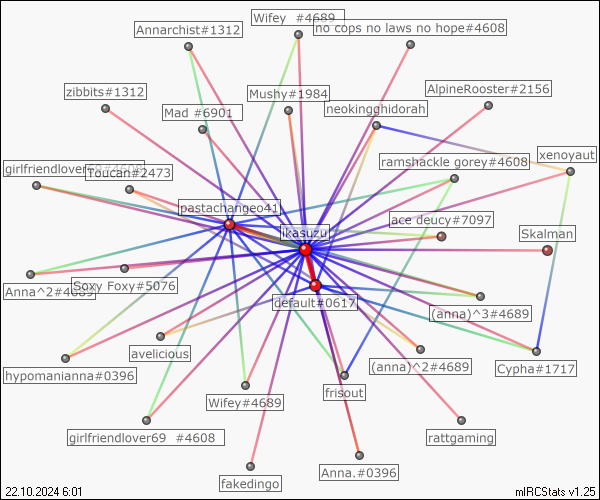 Wifey  #4689
Annarchist#1312
no cops no laws no hope#4608
zibbits#1312
Mushy#1984
AlpineRooster#2156
Mad #6901
neokingghidorah
xenoyaut
girlfriendlover69#4608
Toucan#2473
ramshackle gorey#4608
pastachangeo41
ace deucy#7097
ikasuzu
Skalman
Anna^2#4689
Soxy Foxy#5076
default#0617
(anna)^3#4689
avelicious
(anna)^2#4689
hypomanianna#0396
Cypha#1717
frisout
Wifey#4689
girlfriendlover69  #4608
rattgaming
Anna.#0396
fakedingo
22.10.2024 6:01
mIRCStats v1.25